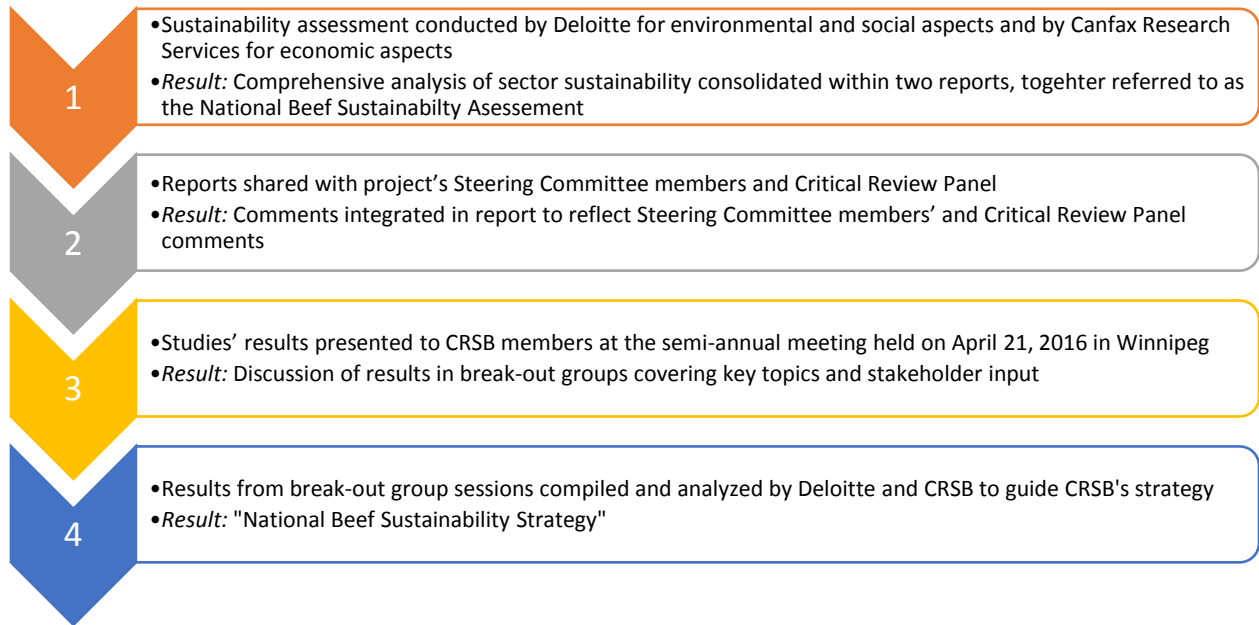 1
•Sustainability assessment conducted by Deloitte for environmental and social aspects and by Canfax Research
Services for economic aspects
•Result: Comprehensive analysis of sector sustainability consolidated within two reports, togehter referred to as
the National Beef Sustainabilty Asessement
2
•Reports shared with project’s Steering Committee members and Critical Review Panel
•Result: Comments integrated in report to reflect Steering Committee members’ and Critical Review Panel
comments
3
•Studies’ results presented to CRSB members at the semi-annual meeting held on April 21, 2016 in Winnipeg
•Result: Discussion of results in break-out groups covering key topics and stakeholder input
4
•Results from break-out group sessions compiled and analyzed by Deloitte and CRSB to guide CRSB's strategy
•Result: "National Beef Sustainability Strategy"